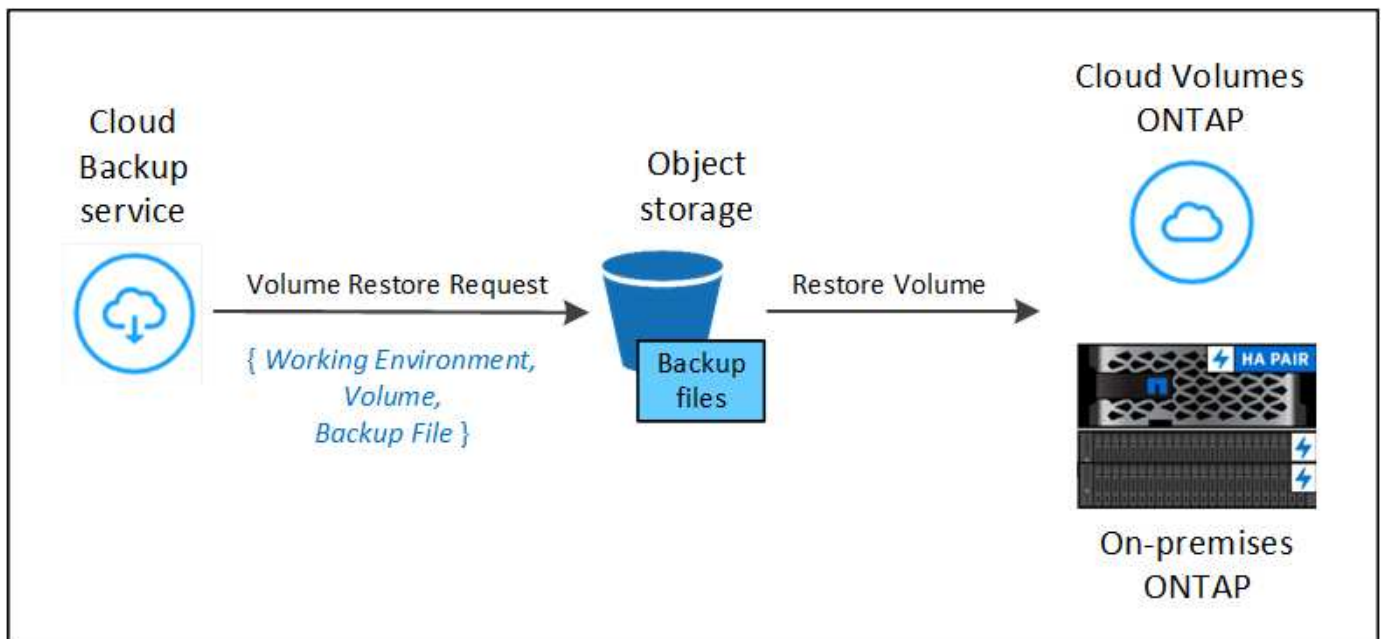 Cloud
Backup
service
Volume Restore Request
{ Working Environment,
Volume,
Backup File }
Object
storage
Backup
files
Restore Volume
Cloud Volumes
ONTAP
HA PAIR
On-premises
ONTAP